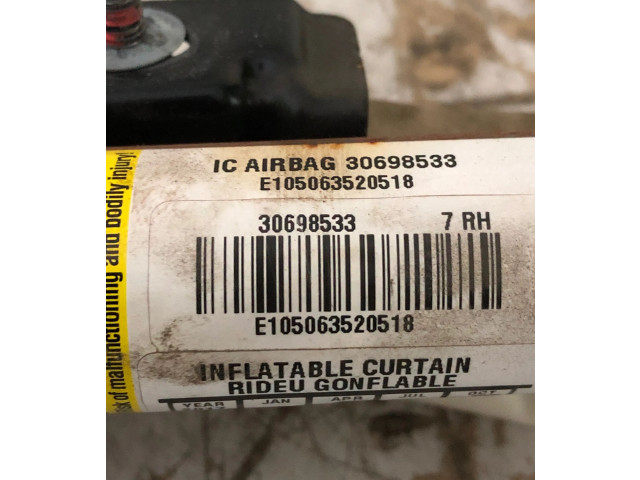 IC AIRBAG 30698533
E105063520518
30698533 7 RH
E105063520518
INFLATABLE CURTAIN
RIDEU GONFLABLE
YEAR JAN APR JUL OCT
isk of malfunctioning and bodily injury!